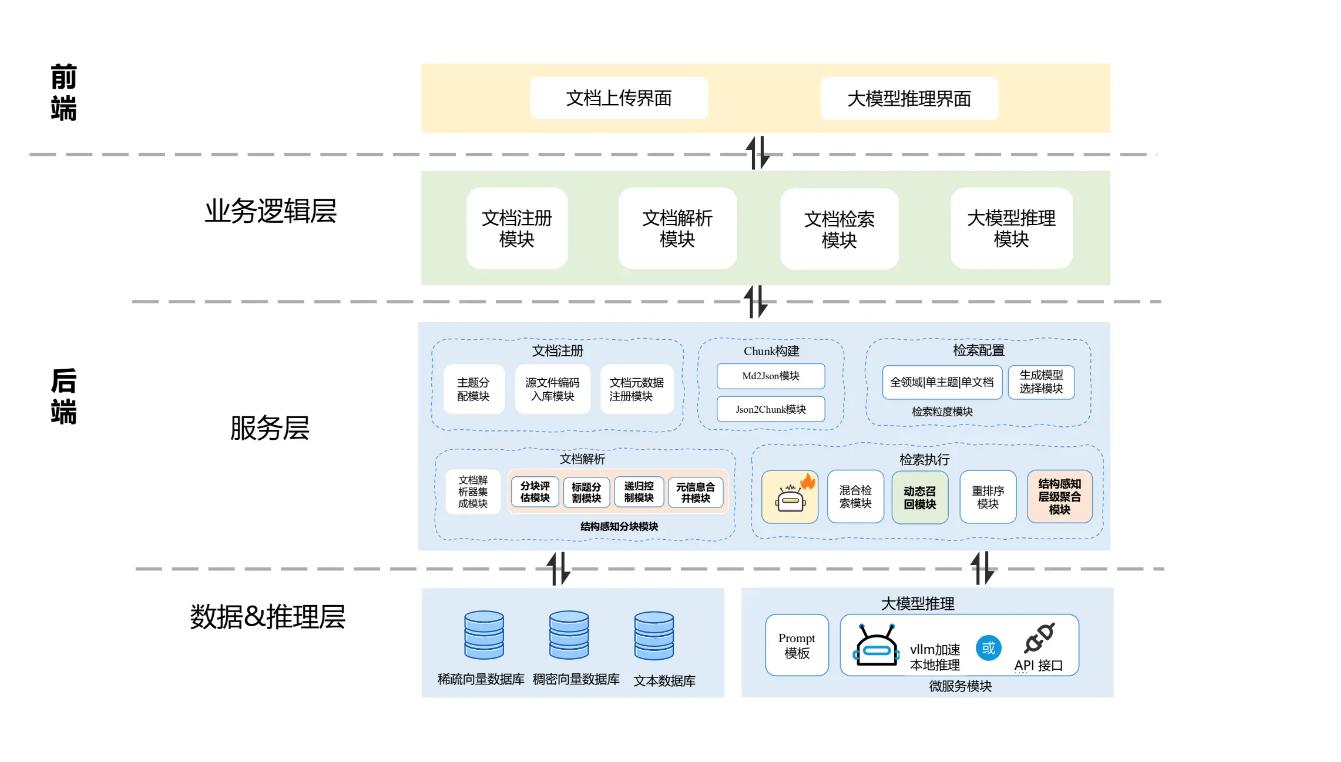 前
端
文档上传界面
大模型推理界面
业务逻辑层
文档注册
模块
文档解析
模块
文档检索
模块
大模型推理
模块
后
端
服务层
文档注册
主题分
配模块
源文件编码
入库模块
文档元数据
注册模块
Chunk构建
Md2Json模块
Json2Chunk模块
检索配置
全领域|单主题|单文档
生成模型
选择模块
检索粒度模块
文档解析
文档解
析器集
成模块
分块评
估模块
标题分
割模块
递归控
制模块
元信息合
并模块
结构感知分块模块
检索执行
混合检
索模块
动态召
回模块
重排序
模块
结构感知
层级聚合
模块
数据&推理层
稀疏向量数据库
稠密向量数据库
文本数据库
大模型推理
Prompt
模板
vllm加速
本地推理
或
API 接口
微服务模块